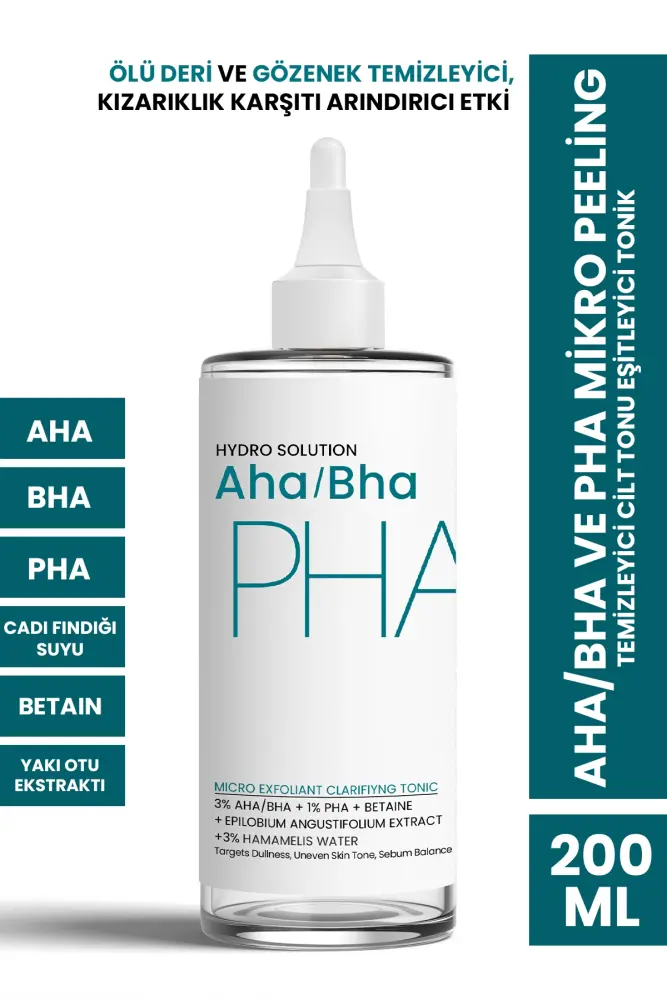 ÖLÜ DERİ VE GÖZENEK TEMİZLEYİCİ,
KIZARIKLIK KARŞITI ARINDIRICI ETKİ
AHA
BHA
PHA
CADI FINDIĞI
SUYU
BETAIN
YAKI OTU
EKSTRAKTI
HYDRO SOLUTION
Aha/Bha
PHA
MICRO EXFOLIANT CLARIFIYNG TONIC
3% AHA/BHA + 1% PHA + BETAINE
+ EPILOBIUM ANGUSTIFOLIUM EXTRACT
+3% HAMAMELIS WATER
Targets Dullness, Uneven Skin Tone, Sebum Balance
AHA/BHA VE PHA MİKRO PEELİNG
TEMİZLEYİCİ CİLT TONU EŞİTLEYİCİ TONİK
200
ML